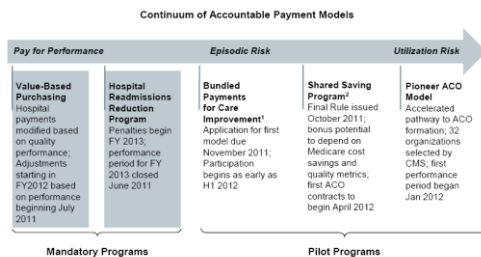 Continuum of Accountable Payment Models
Pay for Performance
Episodic Risk
Utilization Risk
Value-Based
Purchasing
Hospital
payments
modified based
on quality
performance;
Adjustments
starting in
FY2012 based
on performance
beginning July
2011
Hospital
Readmissions
Reduction
Program
Penalties begin
FY 2013;
performance
period for FY
2013 closed
June 2011
Bundled
Payments
for Care
Improvement¹
Application for first
model due
November 2011;
Participation
begins as early as
H1 2012
Shared Saving
Program²
Final Rule issued
October 2011;
bonus potential
to depend on
Medicare cost
savings and
quality metrics;
first ACO
contracts to
begin April 2012
Pioneer ACO
Model
Accelerated
pathway to ACO
formation; 32
organizations
selected by
CMS; first
performance
period began
Jan 2012
Mandatory Programs
Pilot Programs